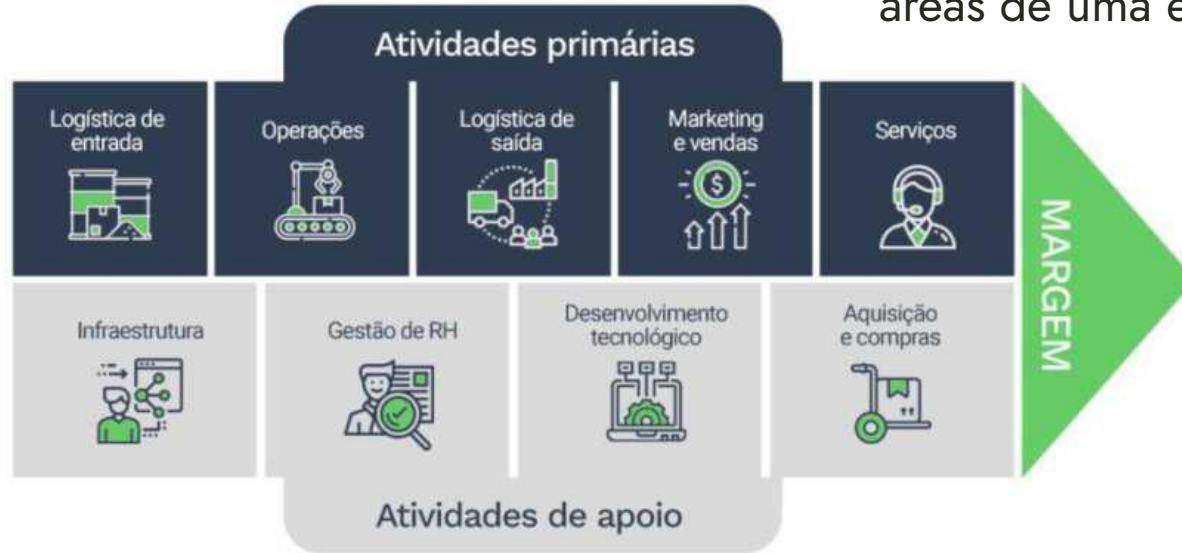 áreas de uma e
Atividades primárias
Logística de
entrada
Operações
Logística de
saída
Marketing
e vendas
Serviços
MARGEM
Infraestrutura
Gestão de RH
Desenvolvimento
tecnológico
Aquisição
e compras
Atividades de apoio